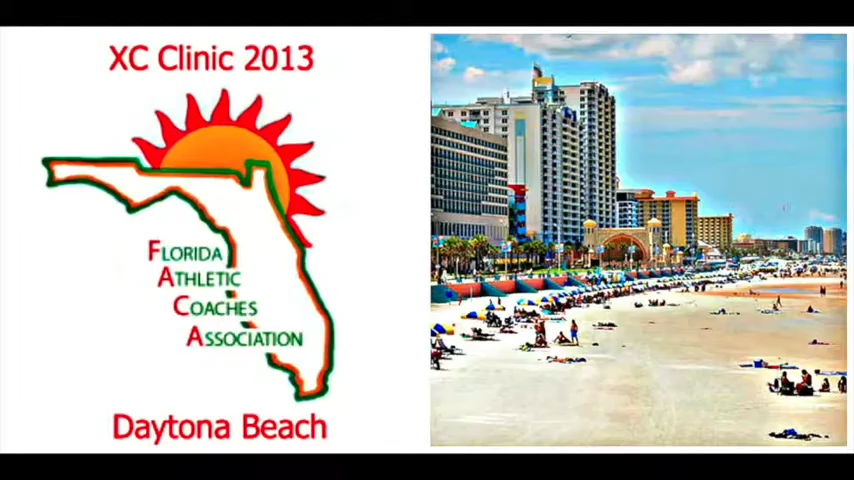 XC Clinic 2013
FLORIDA
ATHLETIC
COACHES
ASSOCIATION
Daytona Beach